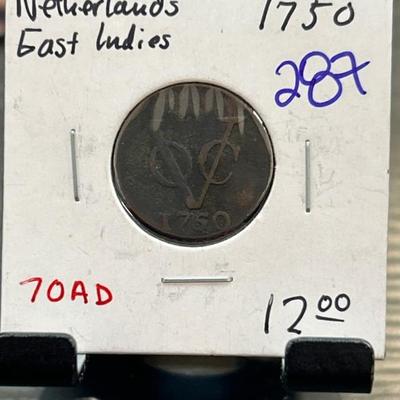 Netherlands 1750
East Indies
287
VOC
1750
70AD
12.00